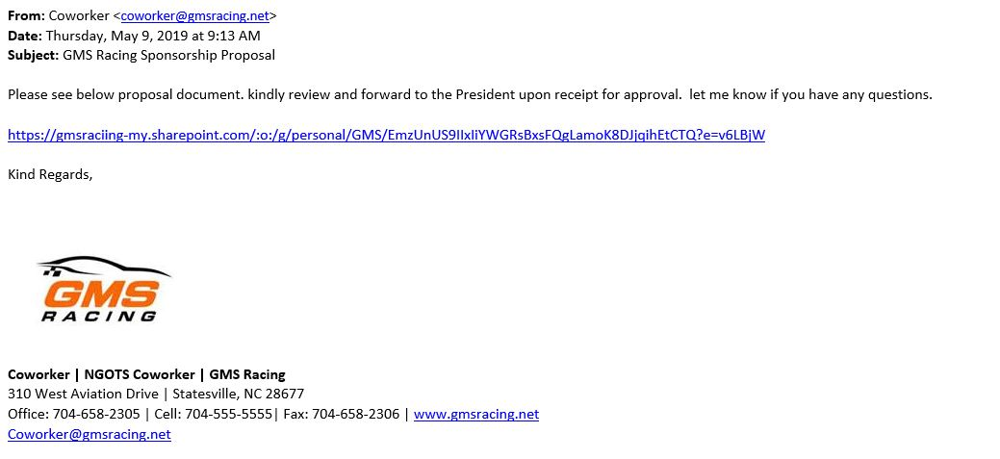 From: Coworker <coworker@gmsracing.net>
Date: Thursday, May 9, 2019 at 9:13 AM
Subject: GMS Racing Sponsorship Proposal
Please see below proposal document. kindly review and forward to the President upon receipt for approval.  let me know if you have any questions.
https://gmsraciing-my.sharepoint.com/:o:/g/personal/GMS/EmzUnUS9IIxIiYWGRsBxsFQgLamoK8DJjqihEtCTQ?e=v6LBjW
Kind Regards,
GMS
RACING
Coworker | NGOTS Coworker | GMS Racing
310 West Aviation Drive | Statesville, NC 28677
Office: 704-658-2305 | Cell: 704-555-5555| Fax: 704-658-2306 | www.gmsracing.net
Coworker@gmsracing.net